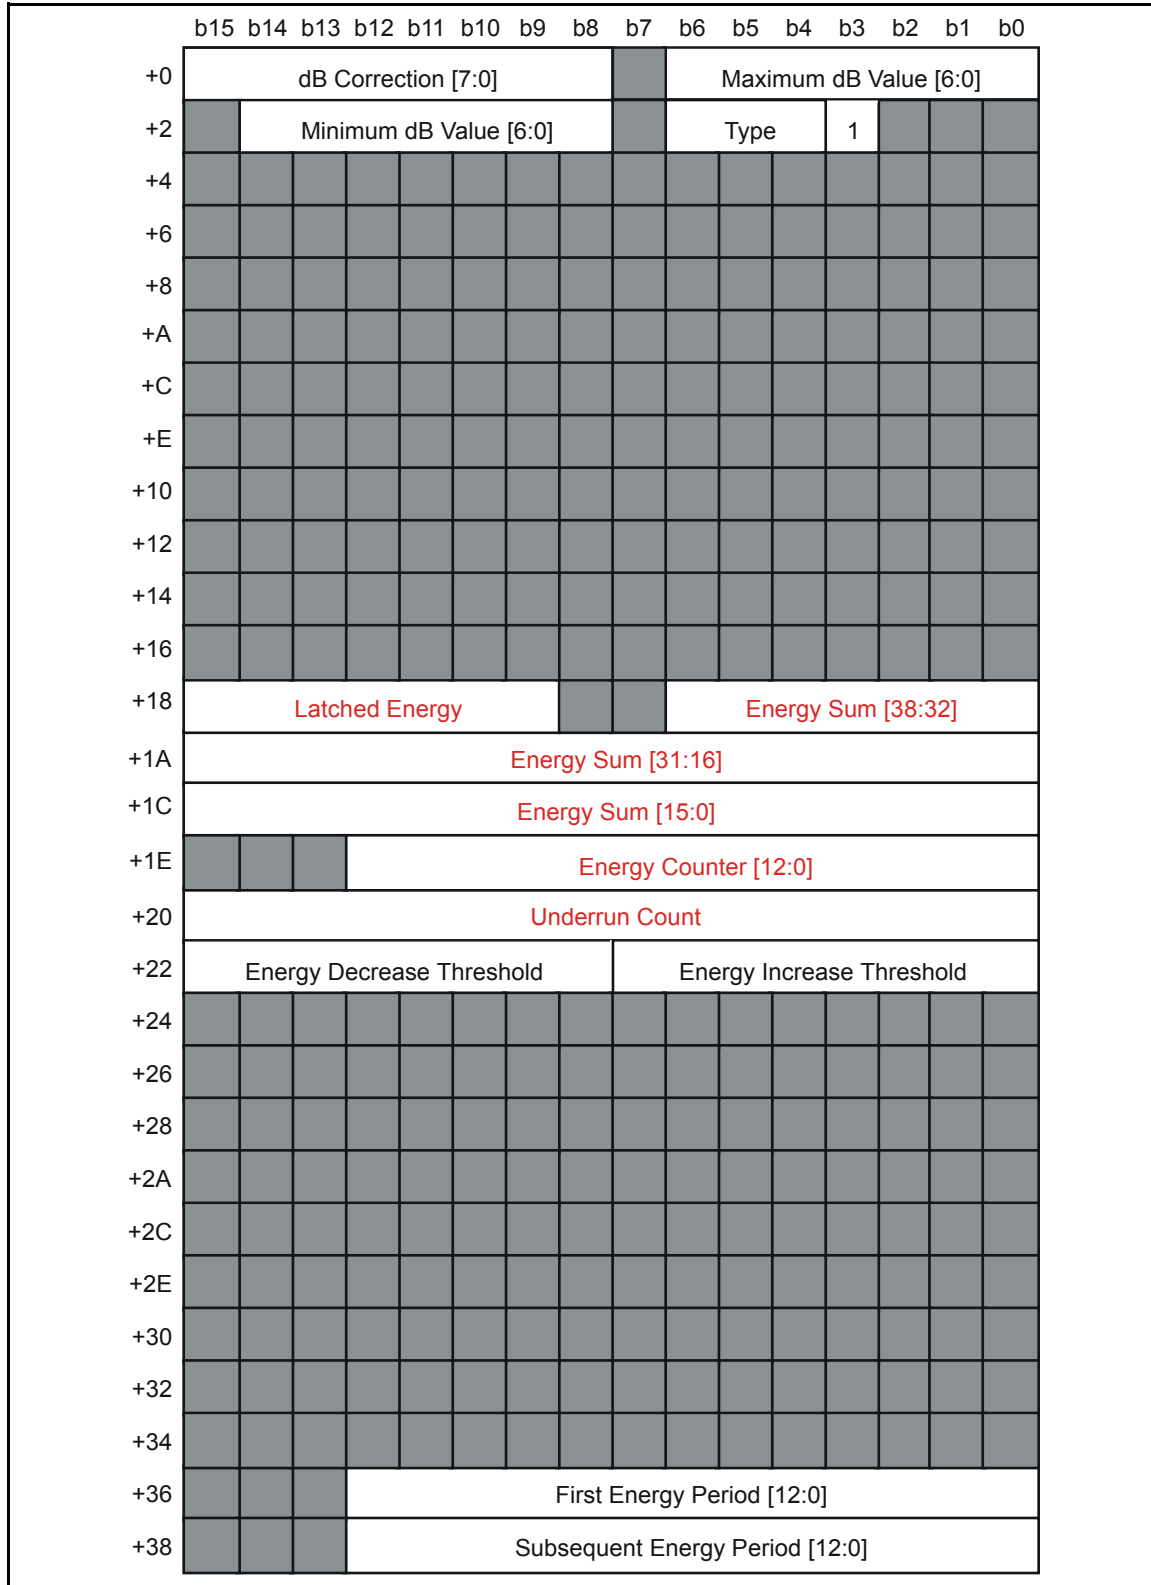 b15 b14 b13 b12 b11 b10 b9 b8 b7 b6 b5 b4 b3 b2 b1 b0
+0 dB Correction [7:0] Maximum dB Value [6:0]
+2 Minimum dB Value [6:0] Type 1
+4
+6
+8
+A
+C
+E
+10
+12
+14
+16
+18 Latched Energy Energy Sum [38:32]
+1A Energy Sum [31:16]
+1C Energy Sum [15:0]
+1E Energy Counter [12:0]
+20 Underrun Count
+22 Energy Decrease Threshold Energy Increase Threshold
+24
+26
+28
+2A
+2C
+2E
+30
+32
+34
+36 First Energy Period [12:0]
+38 Subsequent Energy Period [12:0]